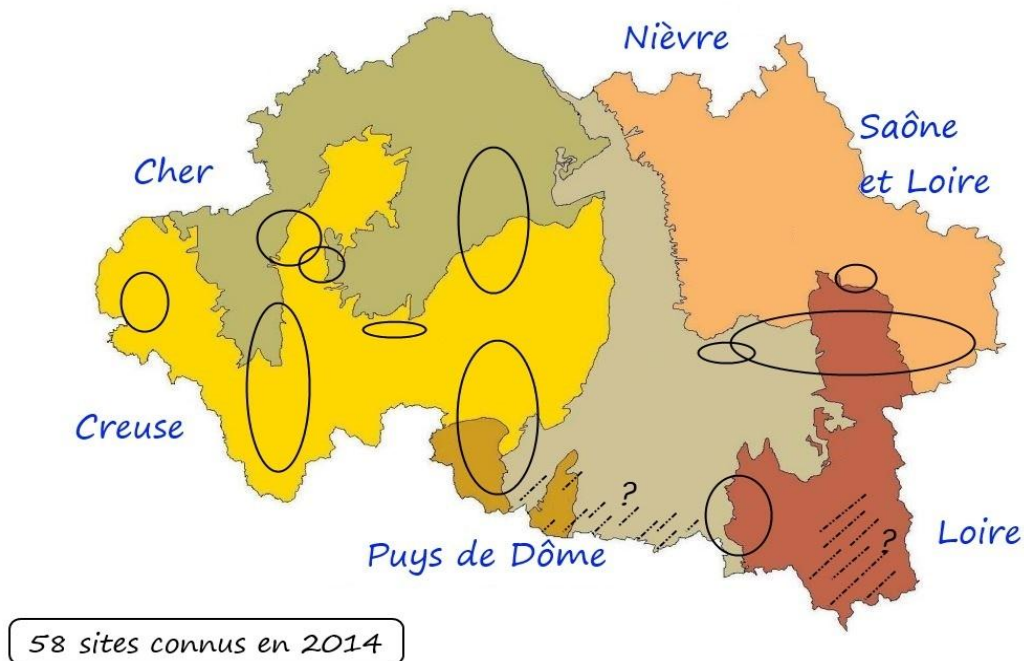 Nièvre
Saône
et Loire
Cher
Creuse
?
Puys de Dôme
?
Loire
58 sites connus en 2014